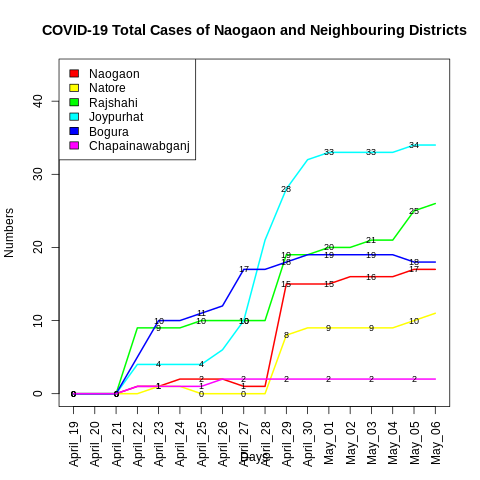 COVID-19 Total Cases of Naogaon and Neighbouring Districts
Naogaon
Natore
Rajshahi
Joypurhat
Bogura
Chapainawabganj
Numbers
40
30
20
10
0
33 33 34
28
25
20 21
19 19 19 18
17
15 15 16 17
11
10 10 10
9
8 9 9 10
4 4
1 2 2 2 2 2 2
0 0 0 0
April_19
April_20
April_21
April_22
April_23
April_24
April_25
April_26
April_27
April_28
April_29
April_30
May_01
May_02
May_03
May_04
May_05
May_06
Days